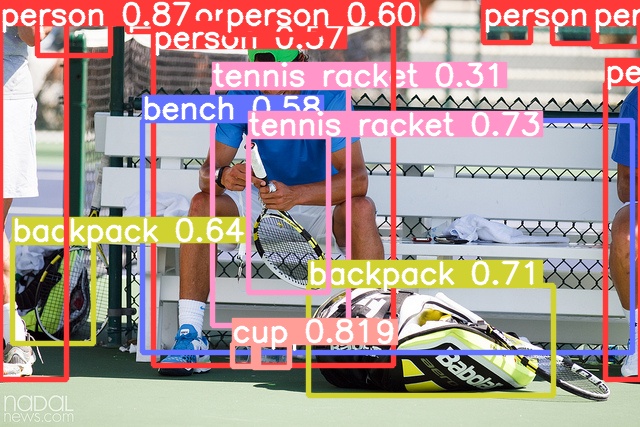 person 0.87
person 0.60
person
per
person 0.57
tennis racket 0.31
pe
bench 0.58
tennis racket 0.73
backpack 0.64
backpack 0.71
cup 0.819
Babolat
nadal
news.com